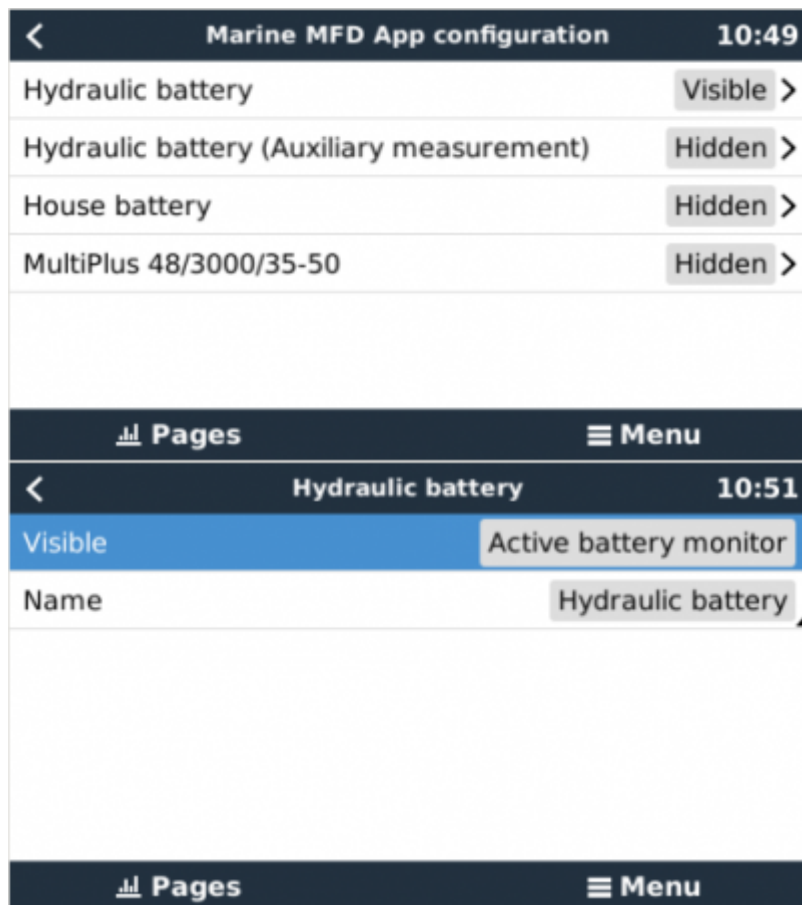 Marine MFD App configuration 10:49
Hydraulic battery Visible
Hydraulic battery (Auxiliary measurement) Hidden
House battery Hidden
MultiPlus 48/3000/35-50 Hidden
Pages Menu
Hydraulic battery 10:51
Visible Active battery monitor
Name Hydraulic battery
Pages Menu